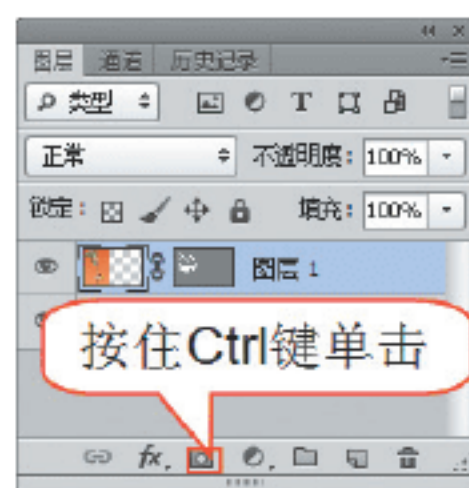 图层 通道 历史记录
类型
正常 不透明度: 100%
锁定: 填充: 100%
图层 1
按住Ctrl键单击
fx.